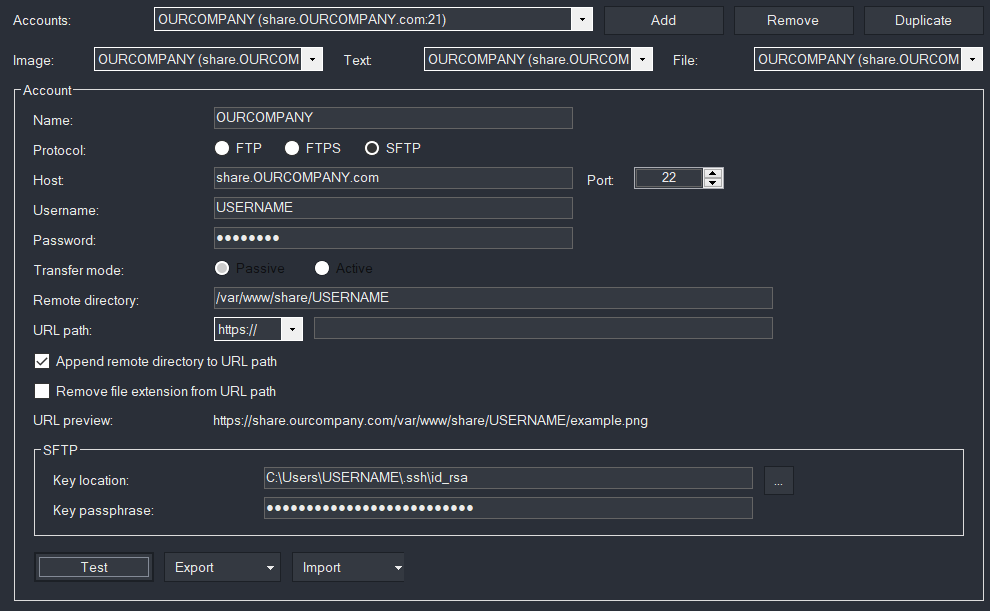 Accounts: OURCOMPANY (share.OURCOMPANY.com:21) Add Remove Duplicate
Image: OURCOMPANY (share.OURCOM Text: OURCOMPANY (share.OURCOM File: OURCOMPANY (share.OURCOM
Account
Name: OURCOMPANY
Protocol: FTP FTPS SFTP
Host: share.OURCOMPANY.com Port: 22
Username: USERNAME
Password: ●●●●●●●●
Transfer mode: Passive Active
Remote directory: /var/www/share/USERNAME
URL path: https://
Append remote directory to URL path
Remove file extension from URL path
URL preview: https://share.ourcompany.com/var/www/share/USERNAME/example.png
SFTP
Key location: C:\Users\USERNAME\.ssh\id_rsa ...
Key passphrase: ●●●●●●●●●●●●●●●●●●●●●●●●●●
Test Export Import